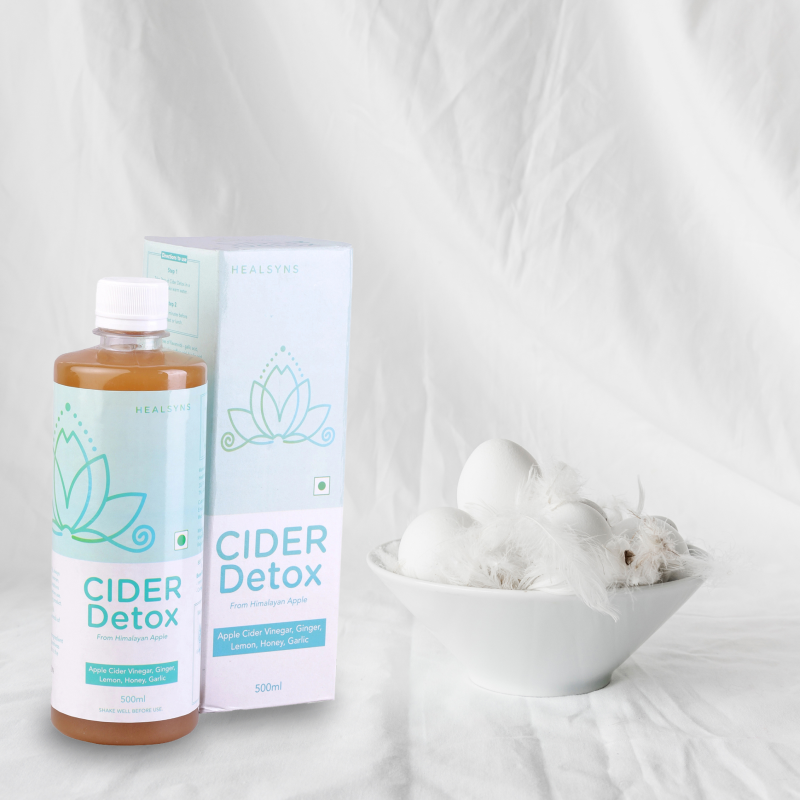 HEALSYNS
CIDER
Detox
From Himalayan Apple
Apple Cider Vinegar, Ginger,
Lemon, Honey, Garlic
500ml
SHAKE WELL BEFORE USE
HEALSYNS
CIDER
Detox
From Himalayan Apple
Apple Cider Vinegar, Ginger,
Lemon, Honey, Garlic
500ml